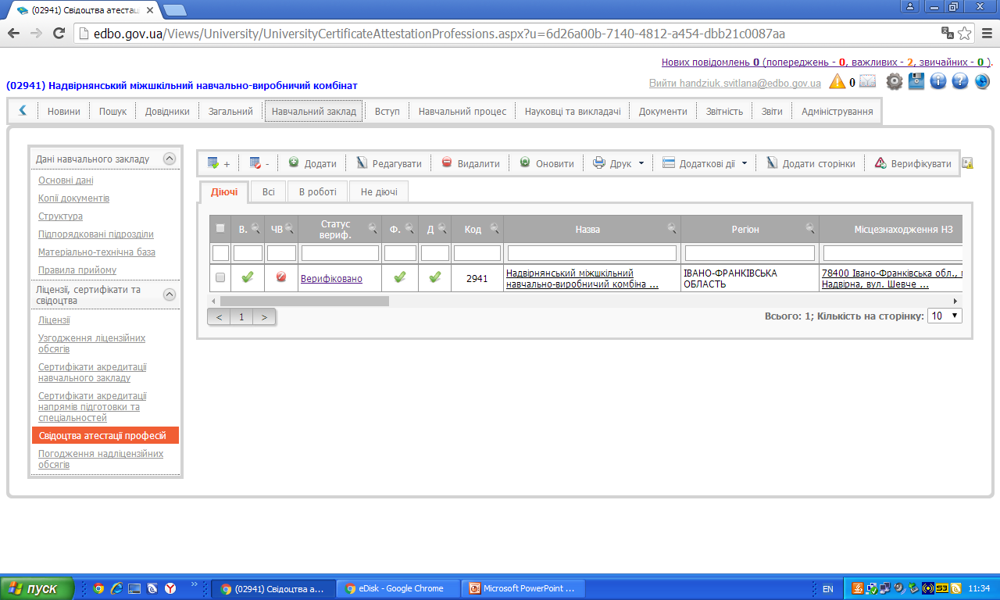 (02941) Свідоцтва атестаці
edbo.gov.ua/Views/University/UniversityCertificateAttestationProfessions.aspx?u=6d26a00b-7140-4812-a454-dbb21c0087aa
Нових повідомлень 0 (попереджень - 0, важливих - 2, звичайних - 0 ).
(02941) Надвірнянський міжшкільний навчально-виробничий комбінат
Вийти handziuk.svitlana@edbo.gov.ua 0
Новини Пошук Довідники Загальний Навчальний заклад Вступ Навчальний процес Науковці та викладачі Документи Звітність Звіти Адміністрування
Дані навчального закладу
Основні дані
Копії документів
Структура
Підпорядковані підрозділи
Матеріально-технічна база
Правила прийому
Ліцензії, сертифікати та
свідоцтва
Ліцензії
Узгодження ліцензійних
обсягів
Сертифікати акредитації
навчального закладу
Сертифікати акредитації
напрямів підготовки та
спеціальностей
Свідоцтва атестації професій
Погодження надліцензійних
обсягів
+ - Додати Редагувати Видалити Оновити Друк Додаткові дії Додати сторінки Верифікувати
Діючі Всі В роботі Не діючі
В. ЧВ Статус вериф. Ф. Д Код Назва Регіон Місцезнаходження НЗ
Верифіковано 2941 Надвірнянський міжшкільний ІВАНО-ФРАНКІВСЬКА 78400 Івано-Франківська обл.,
навчально-виробничий комбіна ... ОБЛАСТЬ Надвірна, вул. Шевче ...
< 1 > Всього: 1; Кількість на сторінку: 10
пуск » (02941) Свідоцтва а... eDisk - Google Chrome Microsoft PowerPoint ... EN 11:34